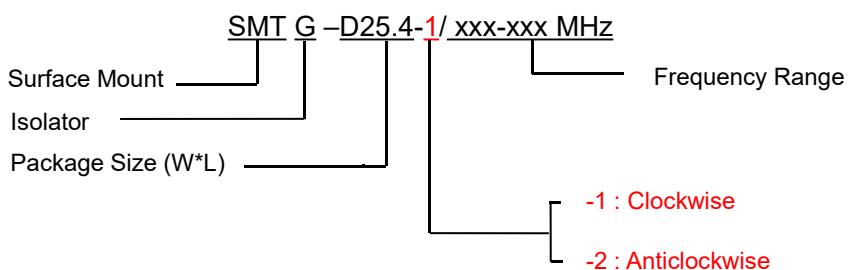 SMT G –D25.4-1/ xxx-xxx MHz
Surface Mount
Frequency Range
Isolator
Package Size (W*L)
-1 : Clockwise
-2 : Anticlockwise